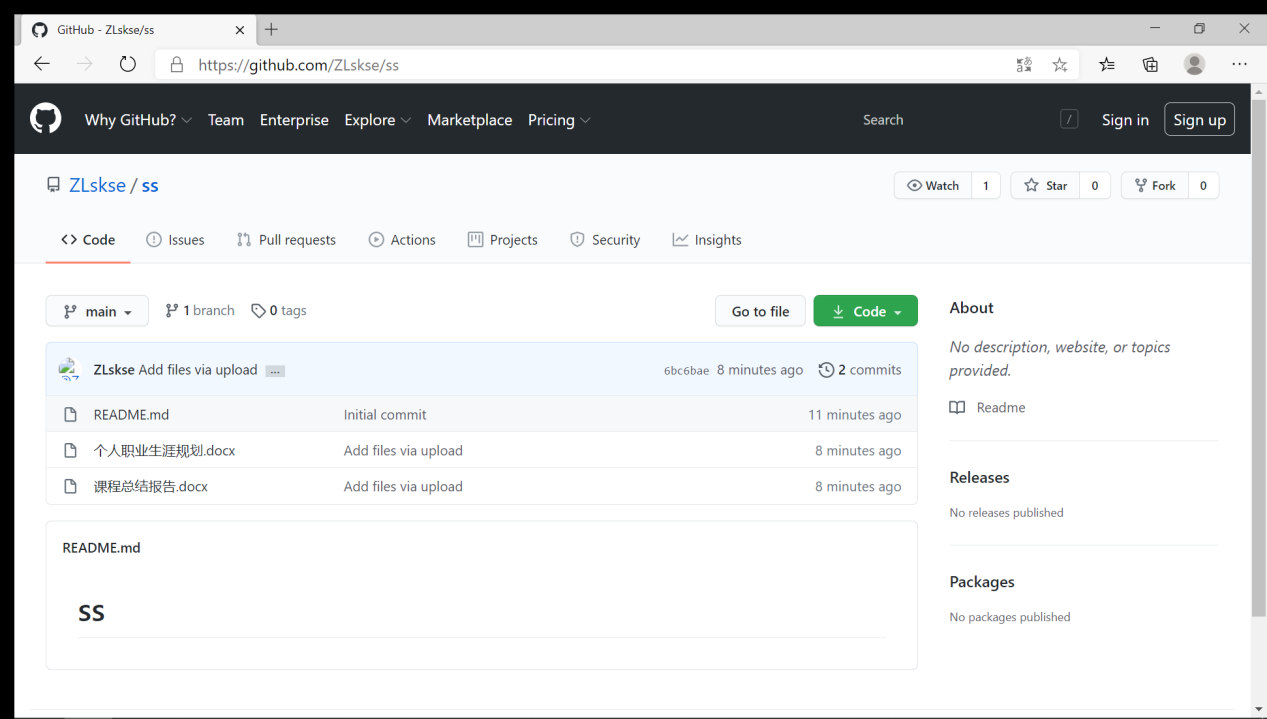 GitHub - ZLskse/ss
https://github.com/ZLskse/ss
Why GitHub? Team Enterprise Explore Marketplace Pricing Search / Sign in Sign up
ZLskse / ss Watch 1 Star 0 Fork 0
Code Issues Pull requests Actions Projects Security Insights
main 1 branch 0 tags Go to file Code
About
No description, website, or topics
provided.
Readme
ZLskse Add files via upload ... 6bc6bae 8 minutes ago 2 commits
README.md Initial commit 11 minutes ago
个人职业生涯规划.docx Add files via upload 8 minutes ago
课程总结报告.docx Add files via upload 8 minutes ago
Releases
No releases published
README.md
ss
Packages
No packages published